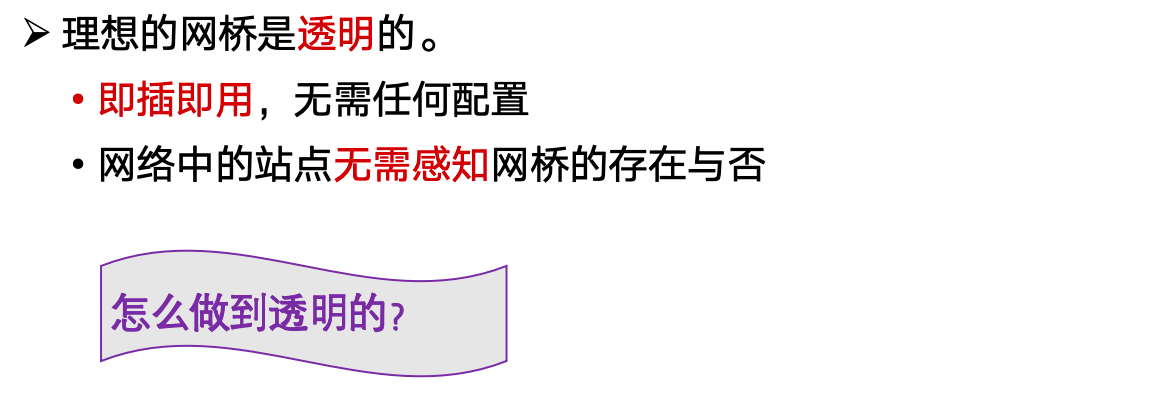 ➢ 理想的网桥是透明的。
• 即插即用，无需任何配置
• 网络中的站点无需感知网桥的存在与否
怎么做到透明的?